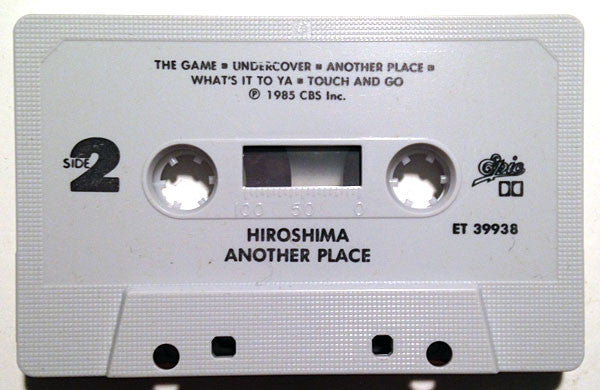 THE GAME ■ UNDERCOVER ■ ANOTHER PLACE ■
WHAT'S IT TO YA ■ TOUCH AND GO
℗ 1985 CBS Inc.
SIDE 2
Epic
100 50 0
HIROSHIMA
ANOTHER PLACE
ET 39938